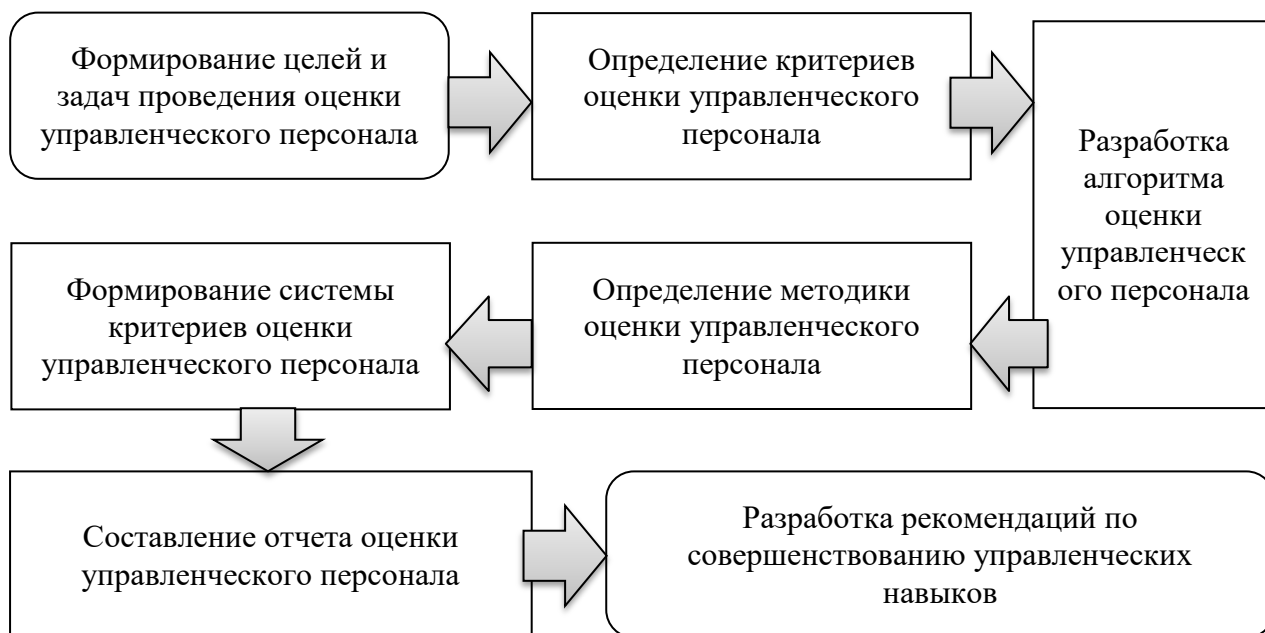 Формирование целей и
задач проведения оценки
управленческого персонала
Определение критериев
оценки управленческого
персонала
Разработка
алгоритма
оценки
управленческ
ого персонала
Определение методики
оценки управленческого
персонала
Формирование системы
критериев оценки
управленческого персонала
Составление отчета оценки
управленческого персонала
Разработка рекомендаций по
совершенствованию управленческих
навыков